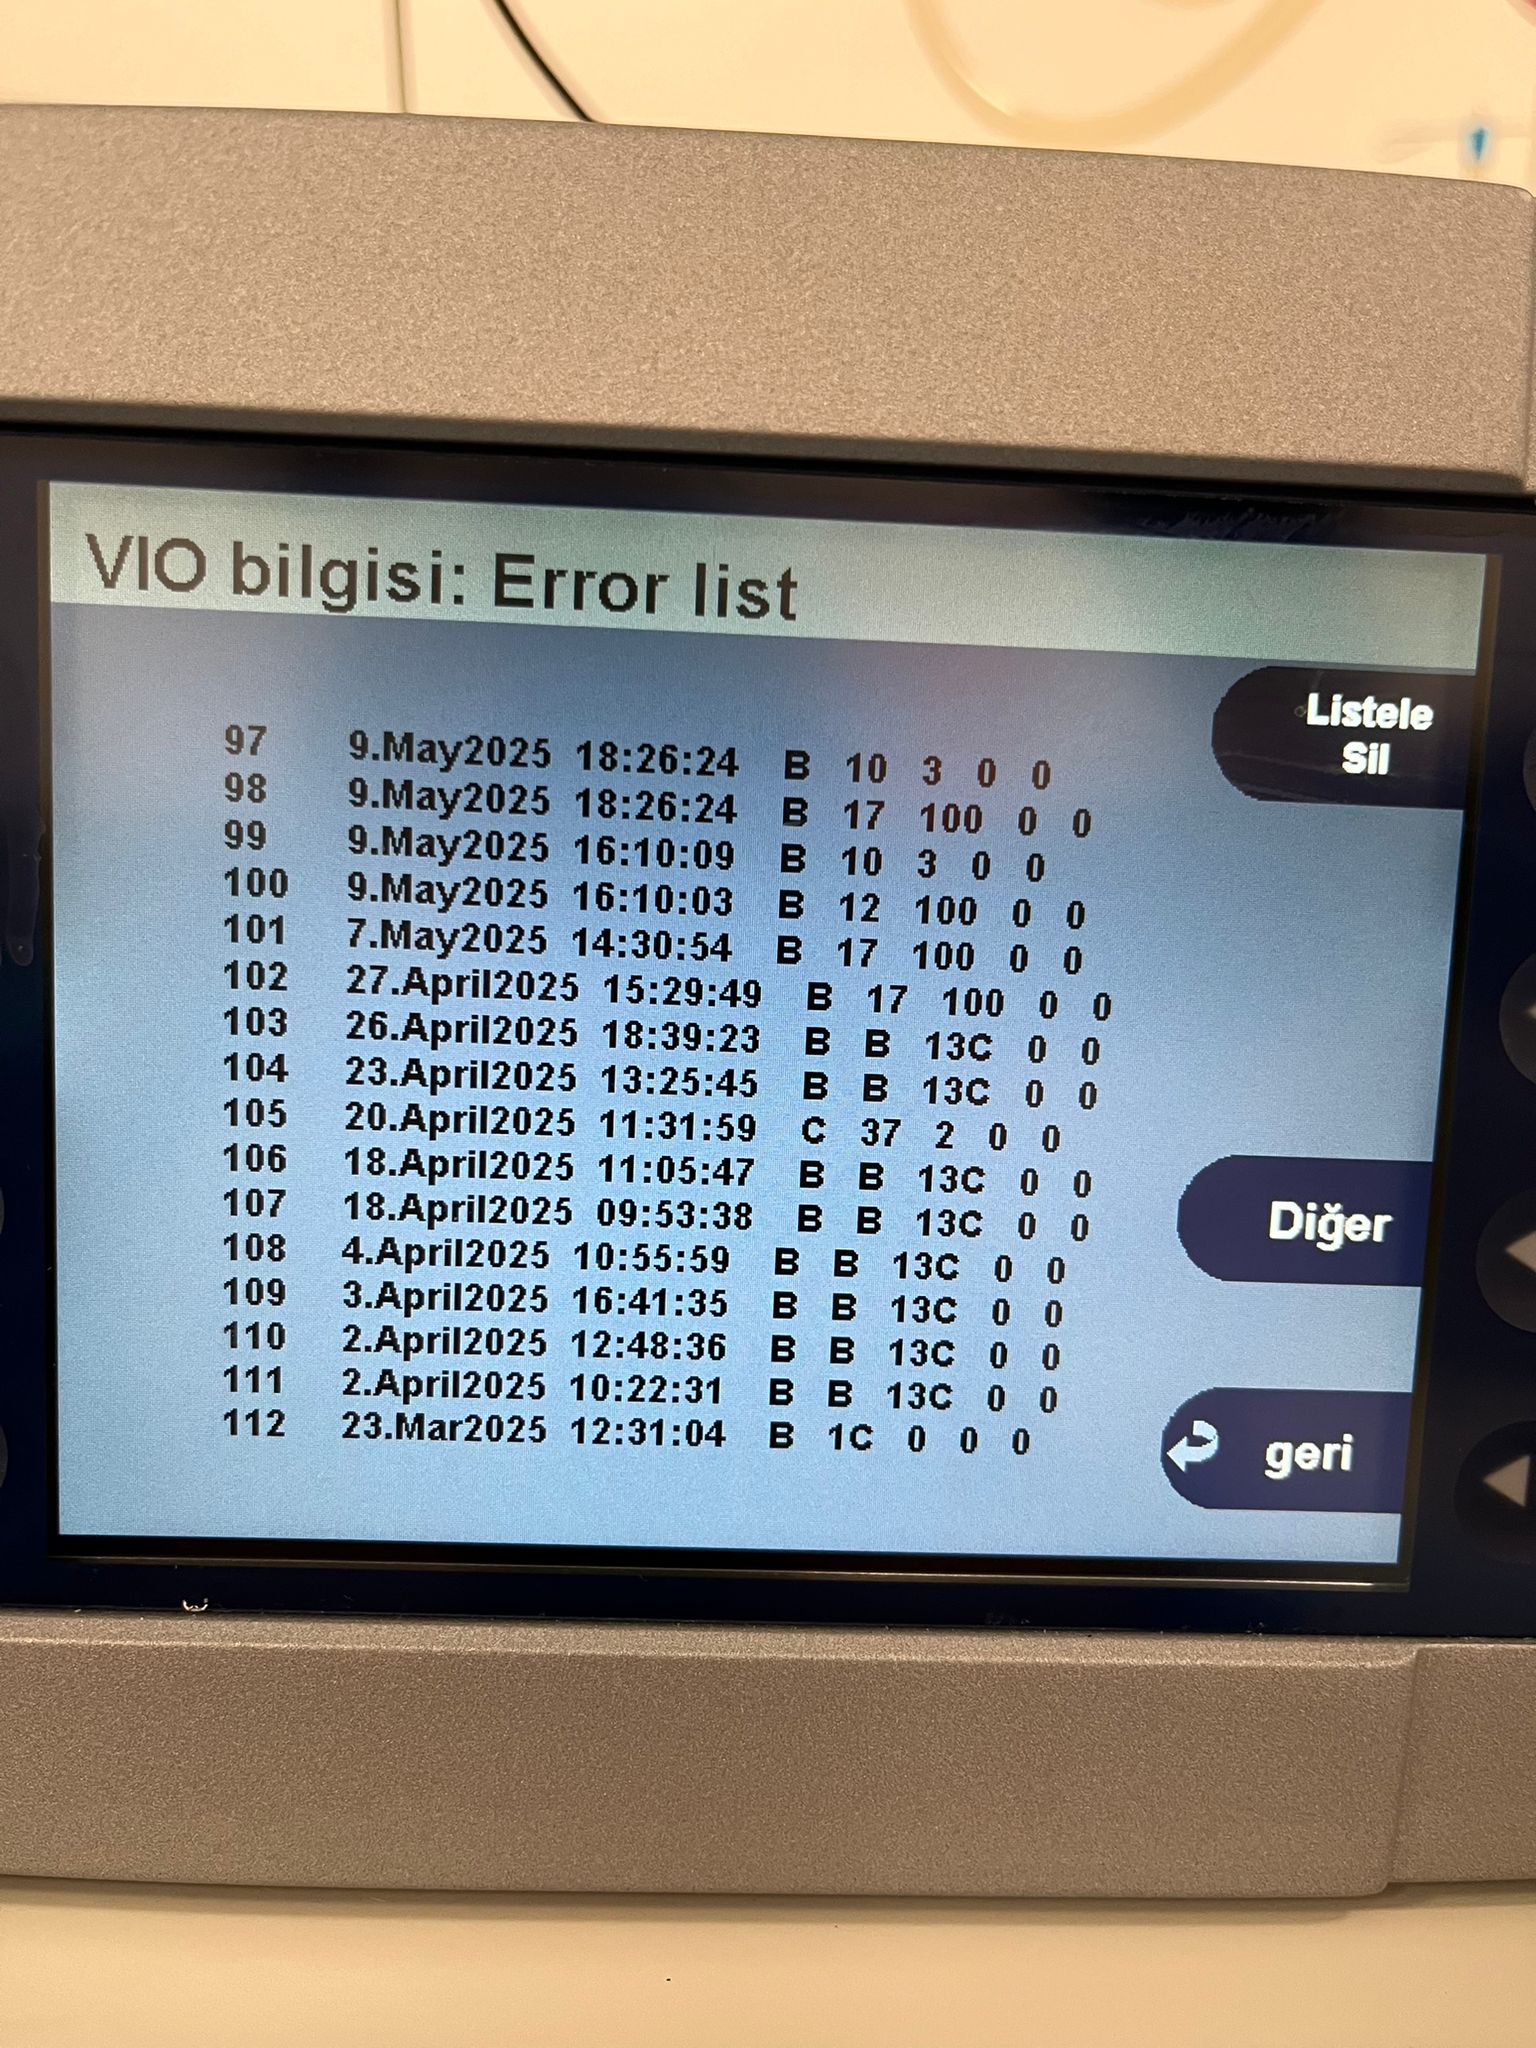 VIO bilgisi: Error list
Listele
Sil
97 9.May2025 18:26:24 B 10 3 0 0
98 9.May2025 18:26:24 B 17 100 0 0
99 9.May2025 16:10:09 B 10 3 0 0
100 9.May2025 16:10:03 B 12 100 0 0
101 7.May2025 14:30:54 B 17 100 0 0
102 27.April2025 15:29:49 B 17 100 0 0
103 26.April2025 18:39:23 B B 13C 0 0
104 23.April2025 13:25:45 B B 13C 0 0
105 20.April2025 11:31:59 C 37 2 0 0
106 18.April2025 11:05:47 B B 13C 0 0
107 18.April2025 09:53:38 B B 13C 0 0
108 4.April2025 10:55:59 B B 13C 0 0
109 3.April2025 16:41:35 B B 13C 0 0
110 2.April2025 12:48:36 B B 13C 0 0
111 2.April2025 10:22:31 B B 13C 0 0
112 23.Mar2025 12:31:04 B 1C 0 0 0
Diğer
geri